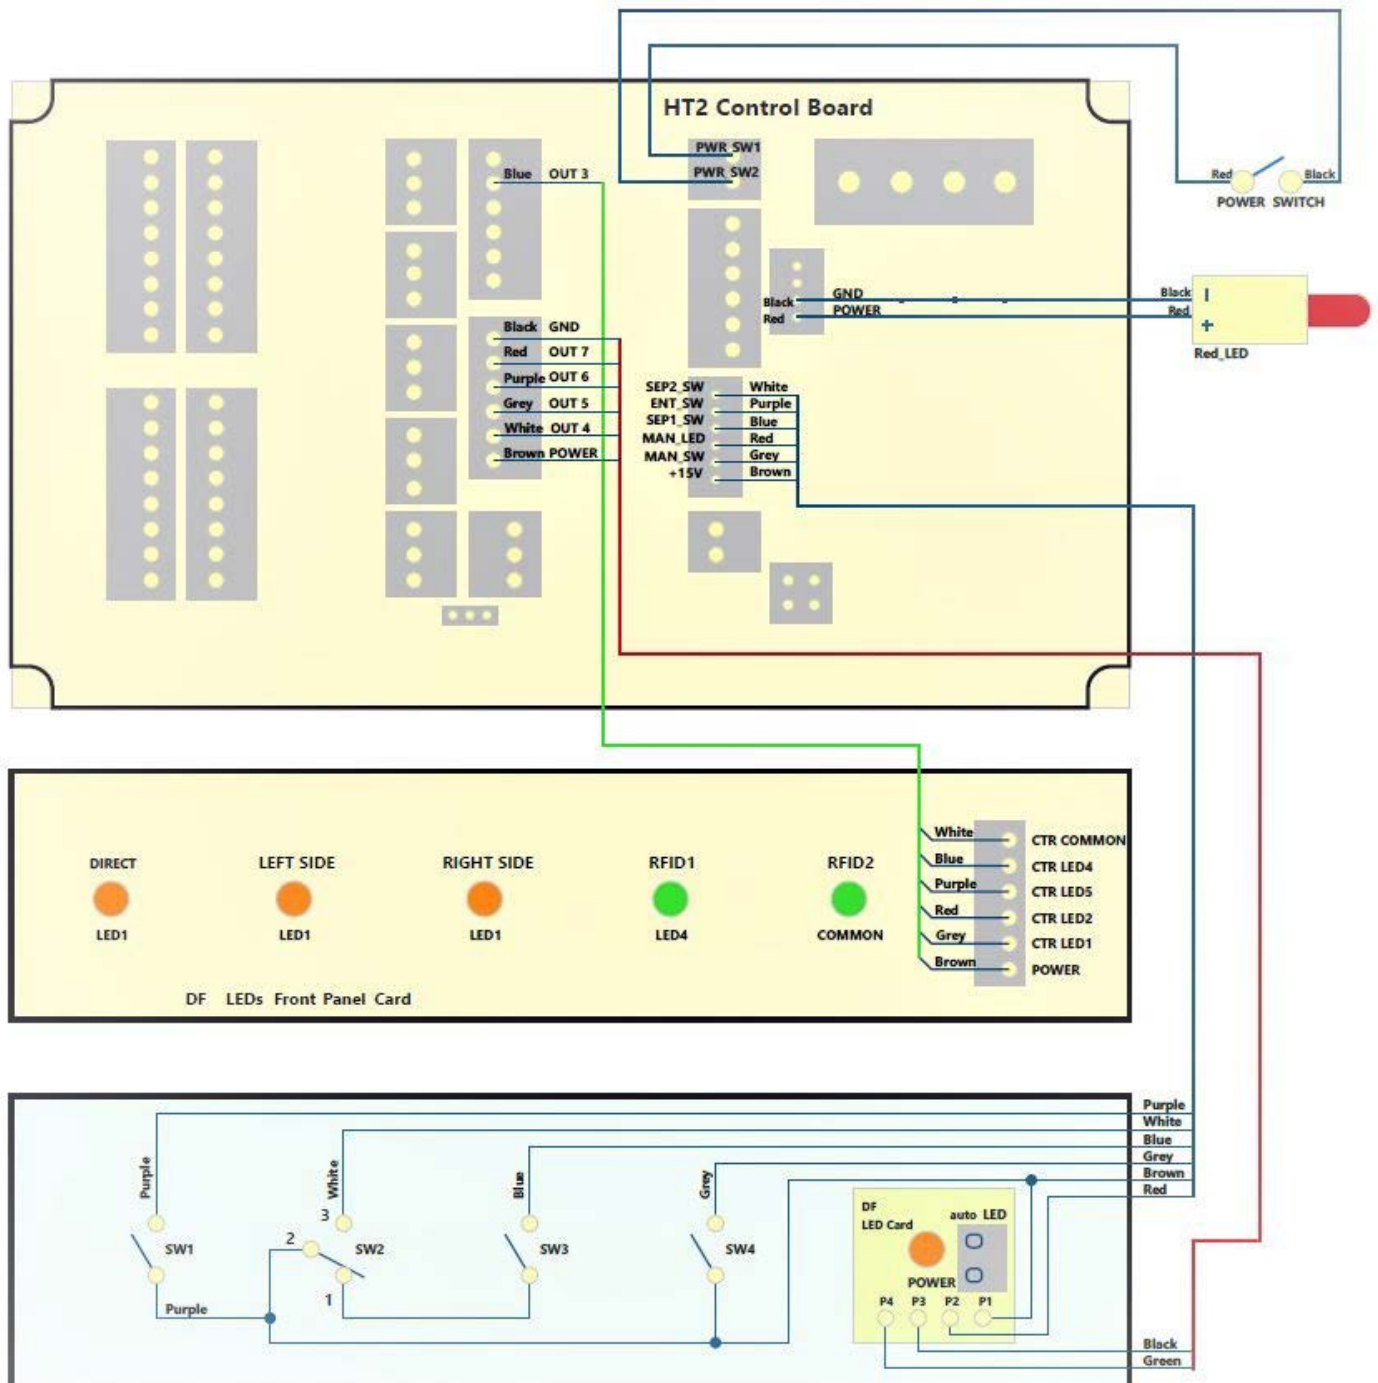 HT2 Control Board
PWR_SW1
PWR_SW2
Red
Black
POWER SWITCH
Blue OUT 3
Black GND
Red OUT 7
Purple OUT 6
Grey OUT 5
White OUT 4
Brown POWER
Black GND
Red POWER
Black
Red
I
+
Red_LED
SEP2_SW White
ENT_SW Purple
SEP1_SW Blue
MAN_LED Red
MAN_SW Grey
+15V Brown
DIRECT
LEFT SIDE
RIGHT SIDE
RFID1
RFID2
LED1
LED1
LED1
LED4
COMMON
White CTR COMMON
Blue CTR LED4
Purple CTR LED5
Red CTR LED2
Grey CTR LED1
Brown POWER
DF LEDs Front Panel Card
Purple
White
Blue
Grey
Brown
Red
Purple
White
Blue
Grey
3
2
1
SW1
SW2
SW3
SW4
Purple
DF
LED Card
auto LED
POWER
P4 P3 P2 P1
Black
Green